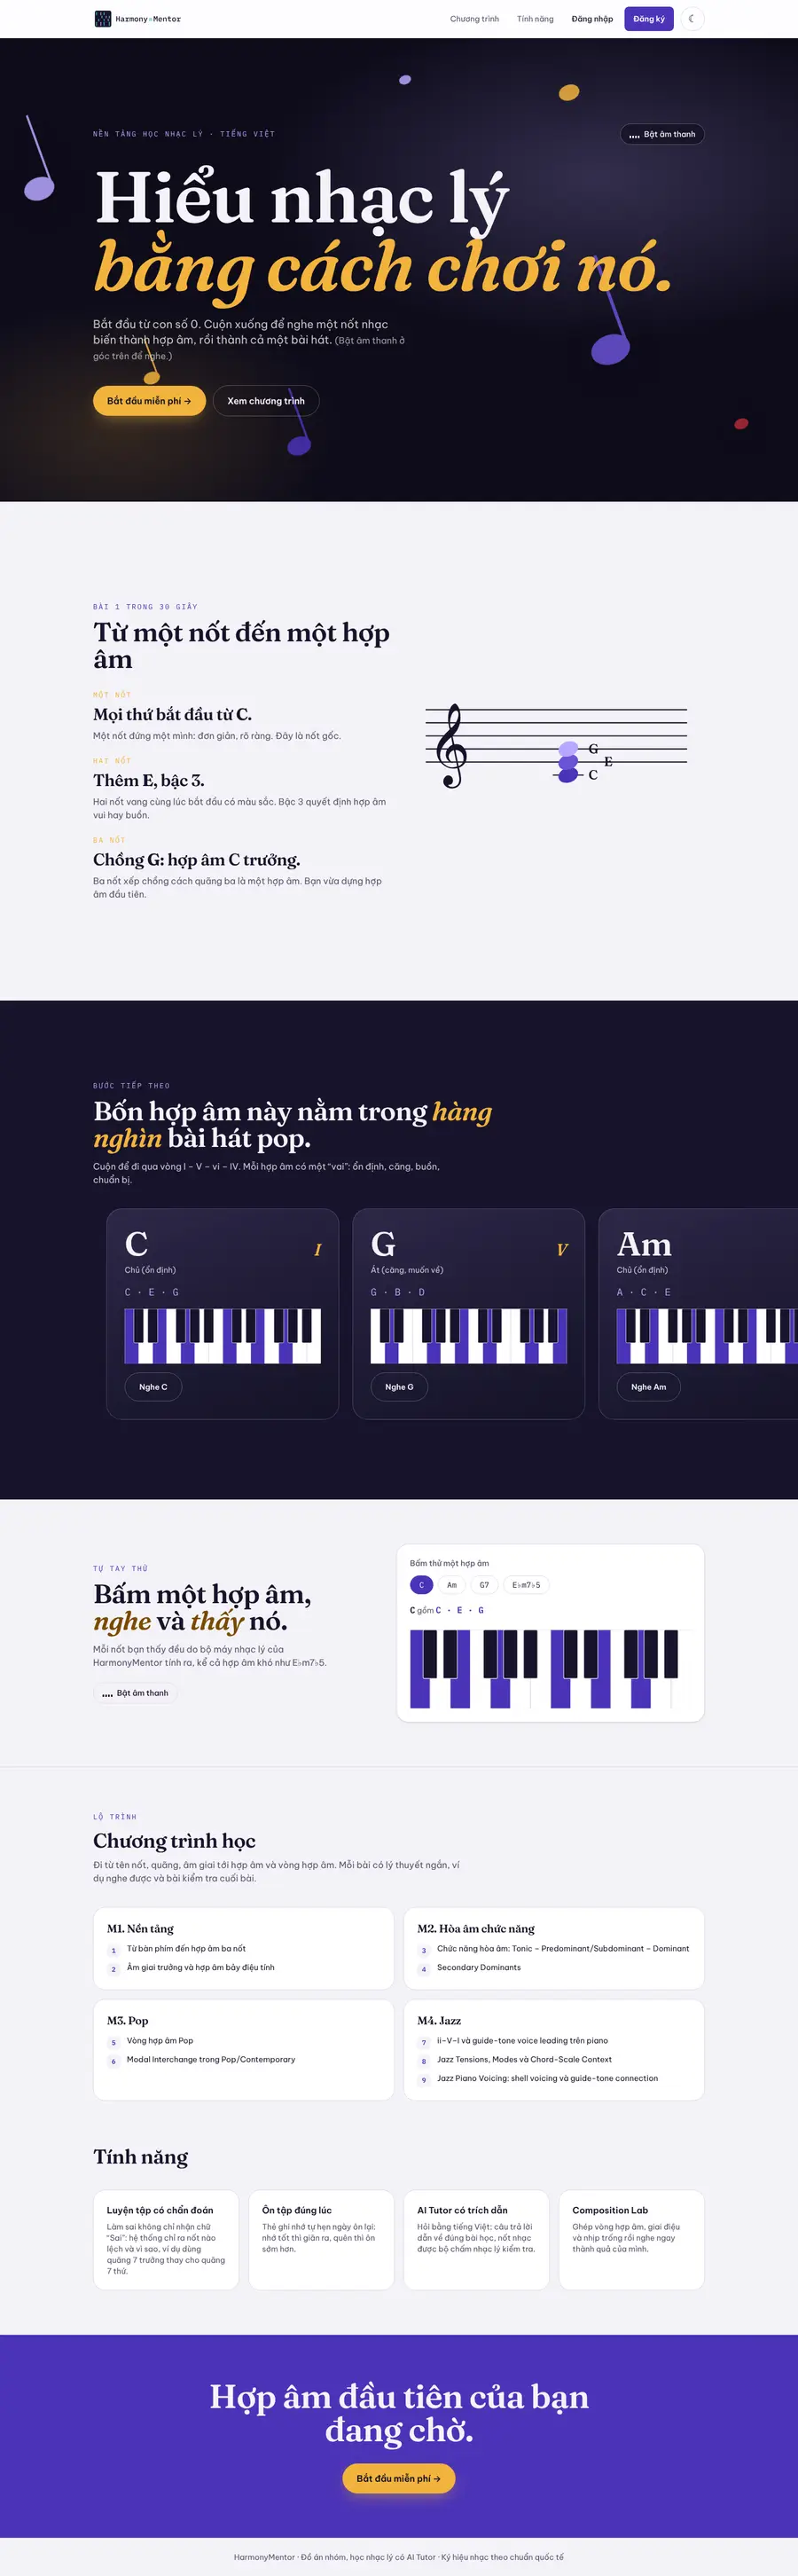 Harmony Mentor
Chương trình
Tính năng
Đăng nhập
Đăng ký
NỀN TẢNG HỌC NHẠC LÝ · TIẾNG VIỆT
Bật âm thanh
Hiểu nhạc lý
bằng cách chơi nó.
Bắt đầu từ con số 0. Cuộn xuống để nghe một nốt nhạc
biến thành hợp âm, rồi thành cả một bài hát. (Bật âm thanh ở
góc trên để nghe.)
Bắt đầu miễn phí →
Xem chương trình
BÀI 1 TRONG 30 GIÂY
Từ một nốt đến một hợp
âm
MỘT NỐT
Mọi thứ bắt đầu từ C.
Một nốt đứng một mình: đơn giản, rõ ràng. Đây là nốt gốc.
HAI NỐT
Thêm E, bậc 3.
Hai nốt vang cùng lúc bắt đầu có màu sắc. Bậc 3 quyết định hợp âm
vui hay buồn.
BA NỐT
Chồng G: hợp âm C trưởng.
Ba nốt xếp chồng cách quãng ba là một hợp âm. Bạn vừa dựng hợp
âm đầu tiên.
G
E
C
BƯỚC TIẾP THEO
Bốn hợp âm này nằm trong hàng
nghìn bài hát pop.
Cuộn để đi qua vòng I – V – vi – IV. Mỗi hợp âm có một “vai”: ổn định, căng, buồn,
chuẩn bị.
C
I
Chủ (ổn định)
C · E · G
Nghe C
G
V
Át (căng, muốn về)
G · B · D
Nghe G
Am
Chủ (ổn định)
A · C · E
Nghe Am
TỰ TAY THỬ
Bấm một hợp âm,
nghe và thấy nó.
Mỗi nốt bạn thấy đều do bộ máy nhạc lý của
HarmonyMentor tính ra, kể cả hợp âm khó như E♭m7♭5.
Bật âm thanh
Bấm thử một hợp âm
C
Am
G7
E♭m7♭5
C gồm C · E · G
LỘ TRÌNH
Chương trình học
Đi từ tên nốt, quãng, âm giai tới hợp âm và vòng hợp âm. Mỗi bài có lý thuyết ngắn, ví
dụ nghe được và bài kiểm tra cuối bài.
M1. Nền tảng
1 Từ bàn phím đến hợp âm ba nốt
2 Âm giai trưởng và hợp âm bảy điệu tính
M2. Hòa âm chức năng
3 Chức năng hòa âm: Tonic – Predominant/Subdominant – Dominant
4 Secondary Dominants
M3. Pop
5 Vòng hợp âm Pop
6 Modal Interchange trong Pop/Contemporary
M4. Jazz
7 ii–V–I và guide-tone voice leading trên piano
8 Jazz Tensions, Modes và Chord-Scale Context
9 Jazz Piano Voicing: shell voicing và guide-tone connection
Tính năng
Luyện tập có chẩn đoán
Làm sai không chỉ nhận chữ
“Sai”: hệ thống chỉ ra nốt nào
lệch và vì sao, ví dụ dùng
quãng 7 trưởng thay cho quãng
7 thứ.
Ôn tập đúng lúc
Thẻ ghi nhớ tự hẹn ngày ôn lại:
nhớ tốt thì giãn ra, quên thì ôn
sớm hơn.
AI Tutor có trích dẫn
Hỏi bằng tiếng Việt; câu trả lời
dẫn về đúng bài học, nốt nhạc
được bộ chấm nhạc lý kiểm tra.
Composition Lab
Ghép vòng hợp âm, giai điệu
và nhịp trống rồi nghe ngay
thành quả của mình.
Hợp âm đầu tiên của bạn
đang chờ.
Bắt đầu miễn phí →
HarmonyMentor · Đồ án nhóm, học nhạc lý có AI Tutor · Ký hiệu nhạc theo chuẩn quốc tế